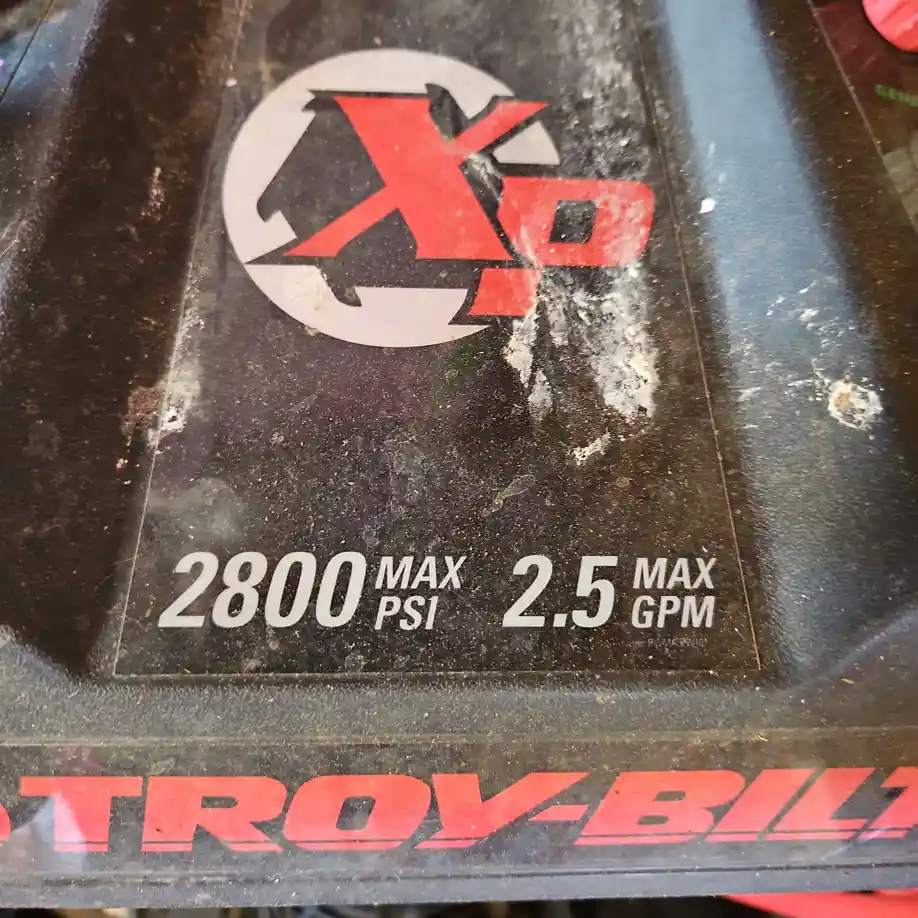 XP
2800 MAX PSI
2.5 MAX GPM
TROY-BILT